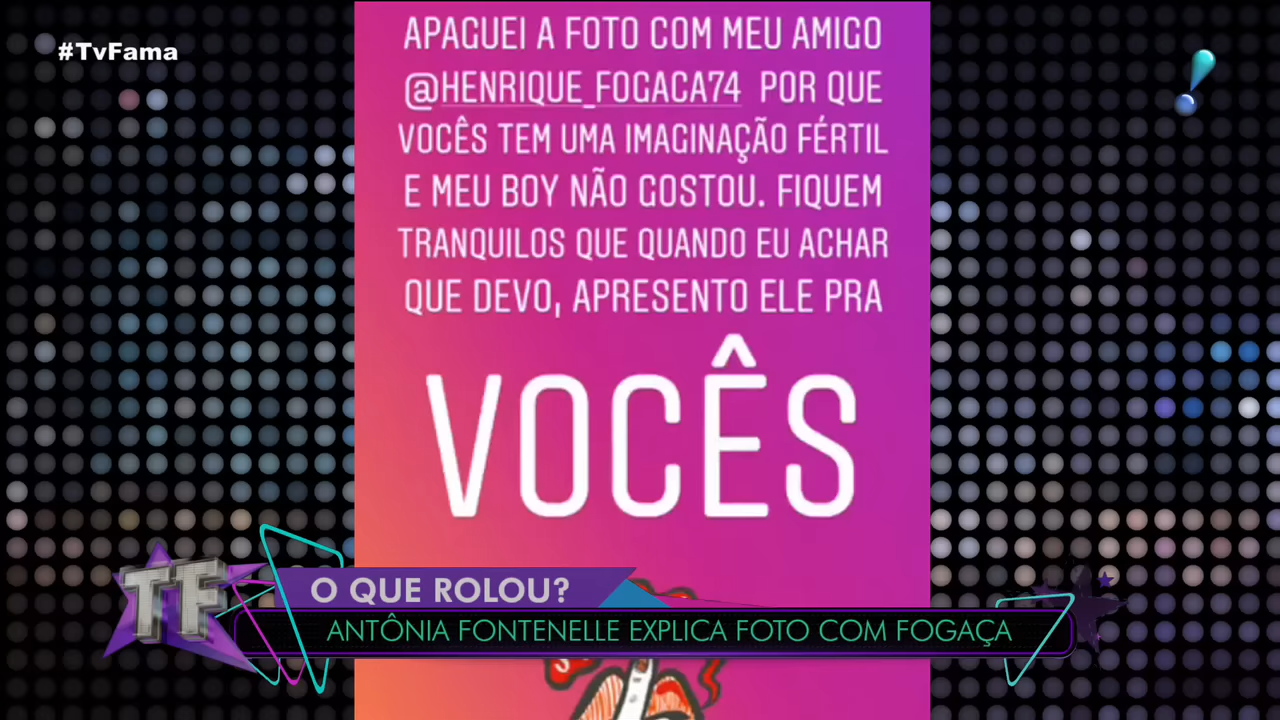 #TvFama
APAGUEI A FOTO COM MEU AMIGO
@HENRIQUE_FOGACA74 POR QUE
VOCÊS TEM UMA IMAGINAÇÃO FÉRTIL
E MEU BOY NÃO GOSTOU. FIQUEM
TRANQUILOS QUE QUANDO EU ACHAR
QUE DEVO, APRESENTO ELE PRA
VOCÊS
TF
O QUE ROLOU?
ANTÔNIA FONTENELLE EXPLICA FOTO COM FOGAÇA